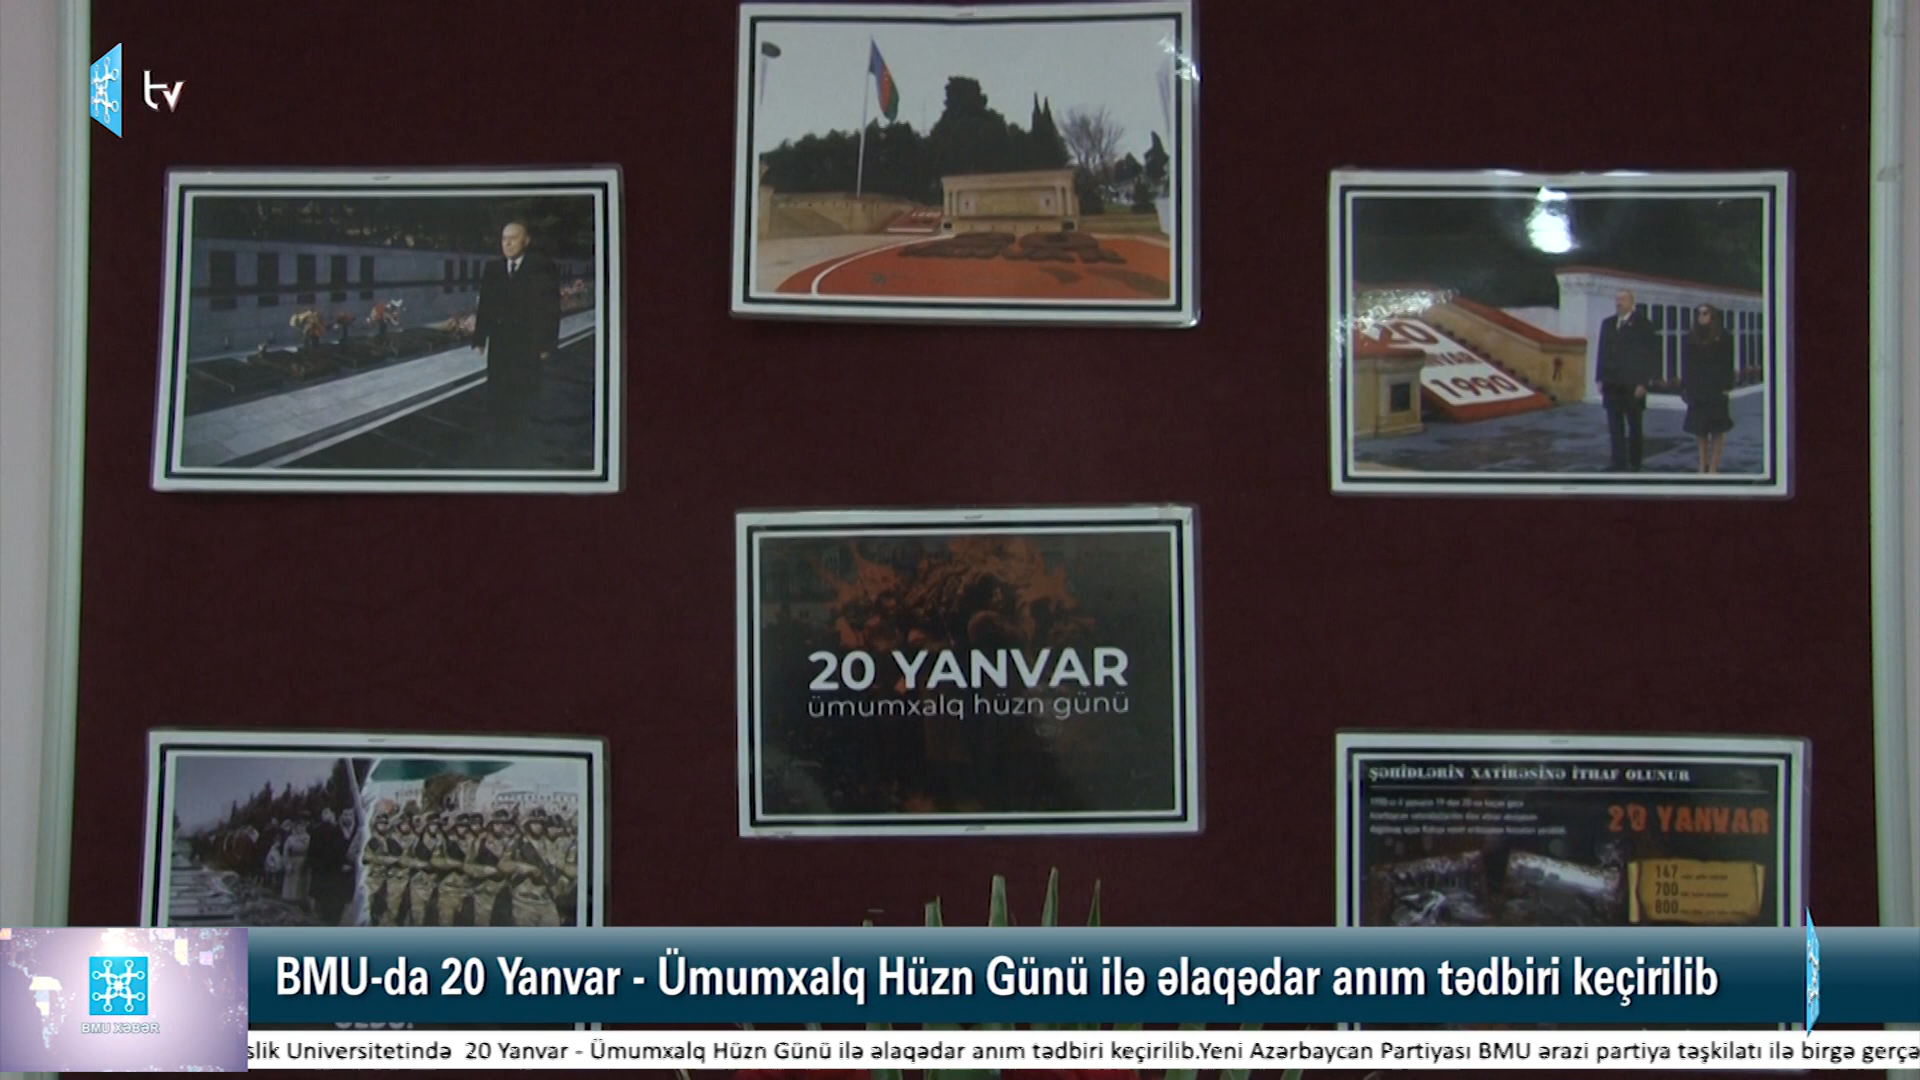 tv
20
1990
20 YANVAR
ümumxalq hüzn günü
ŞƏHİDLƏRİN XATİRƏSİNƏ İTHAF OLUNUR
20 YANVAR
147
700
800
BMU-da 20 Yanvar - Ümumxalq Hüzn Günü ilə əlaqədar anım tədbiri keçirilib
BMU XƏBƏR
slik Universitetində 20 Yanvar - Ümumxalq Hüzn Günü ilə əlaqədar anım tədbiri keçirilib.Yeni Azərbaycan Partiyası BMU ərazi partiya təşkilatı ilə birgə gerça